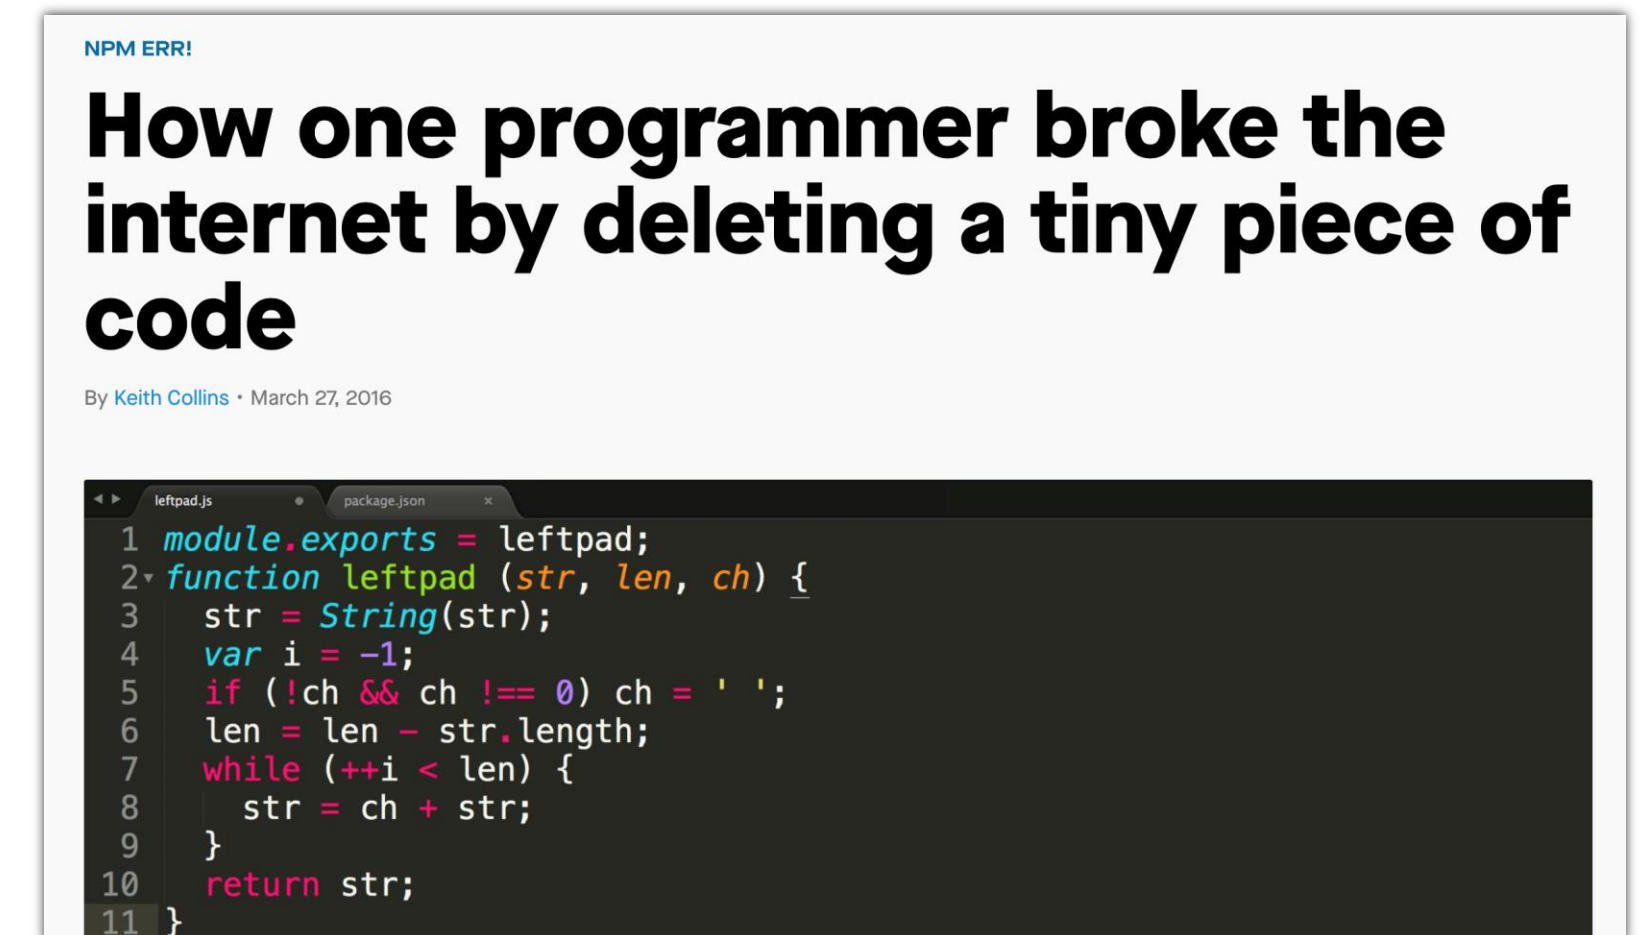 NPM ERR!
How one programmer broke the
internet by deleting a tiny piece of
code
By Keith Collins • March 27, 2016
leftpad.js package.json
1 module.exports = leftpad;
2 function leftpad (str, len, ch) {
3 str = String(str);
4 var i = -1;
5 if (!ch && ch !== 0) ch = ' ';
6 len = len - str.length;
7 while (++i < len) {
8 str = ch + str;
9 }
10 return str;
11 }